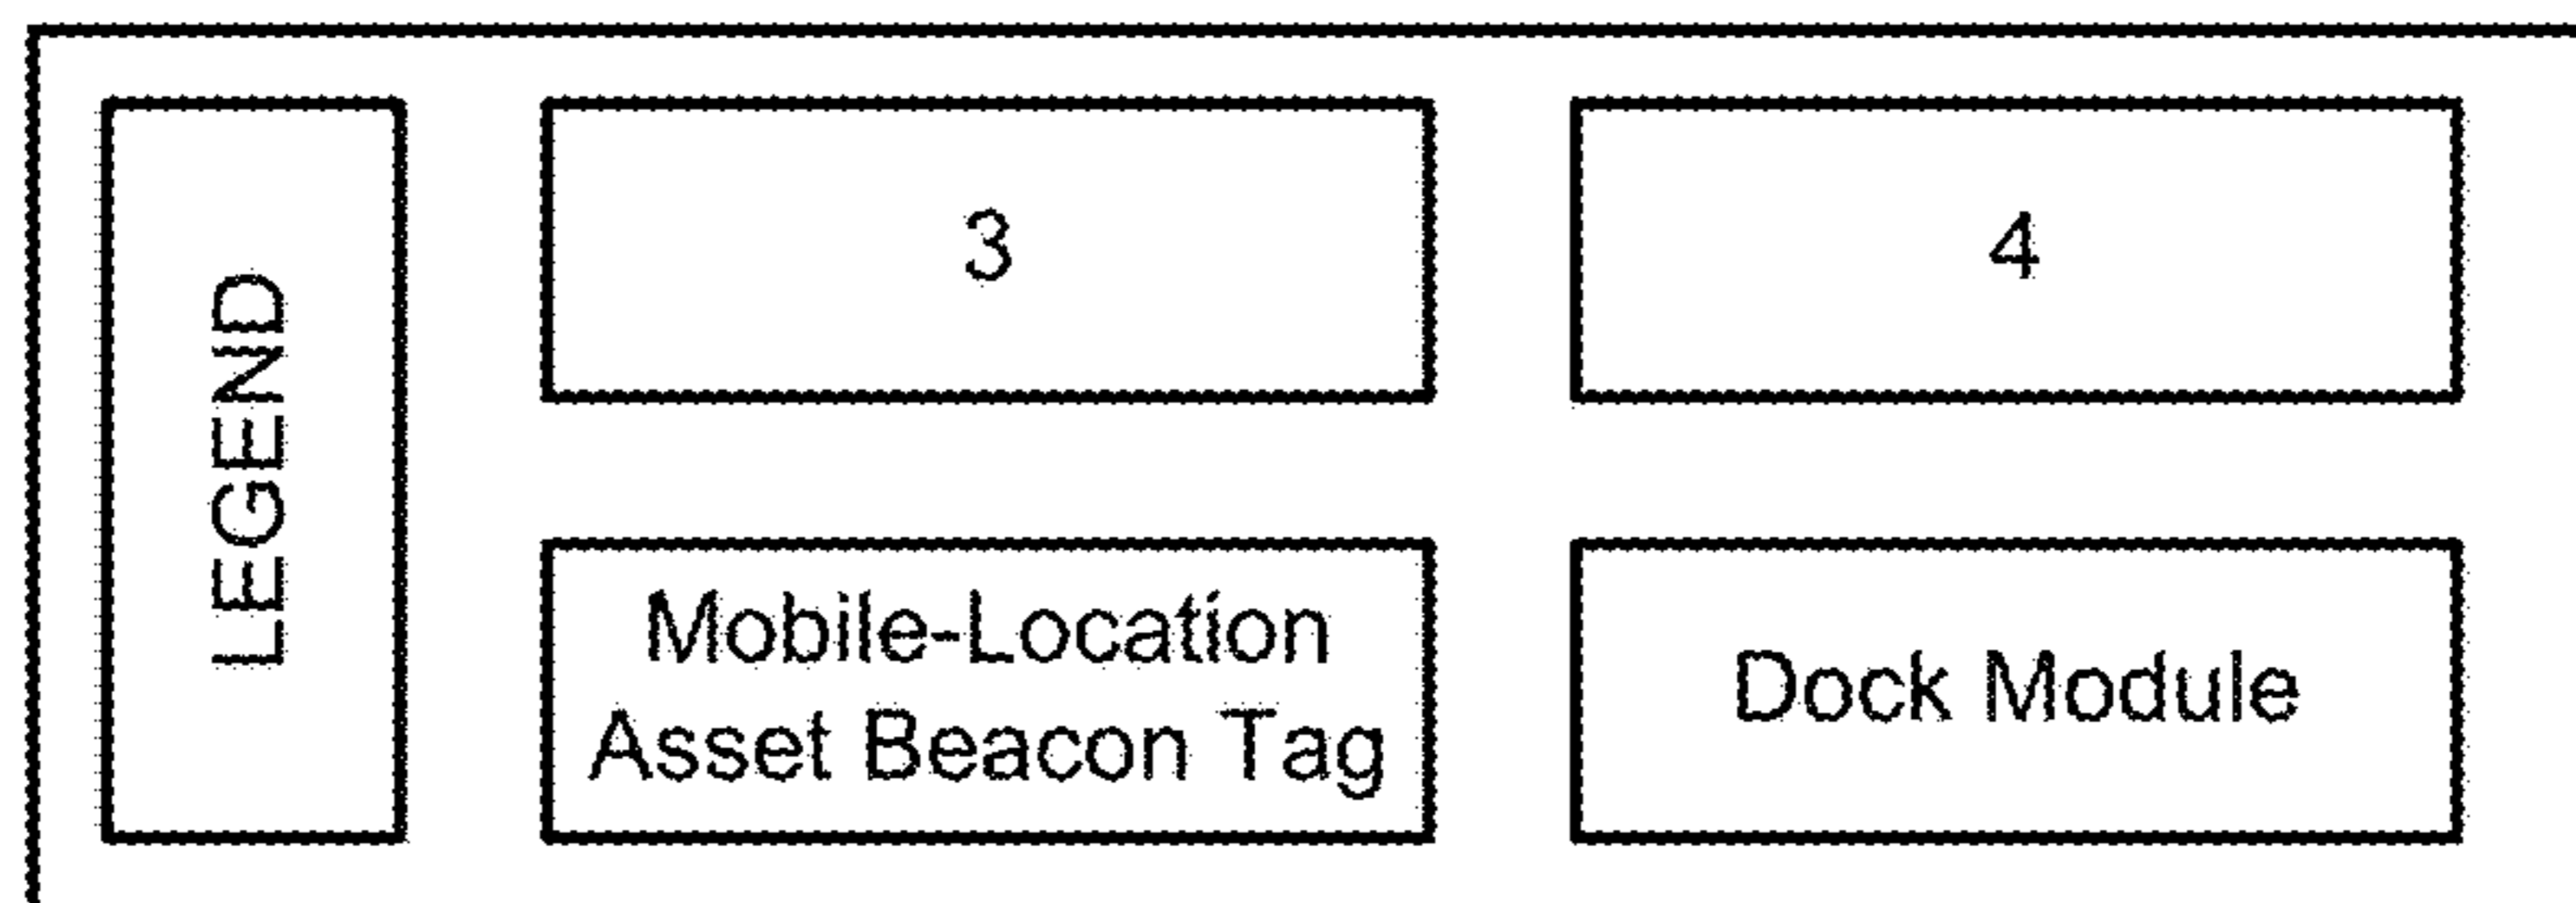 LEGEND
3
4
Mobile-Location
Asset Beacon Tag
Dock Module